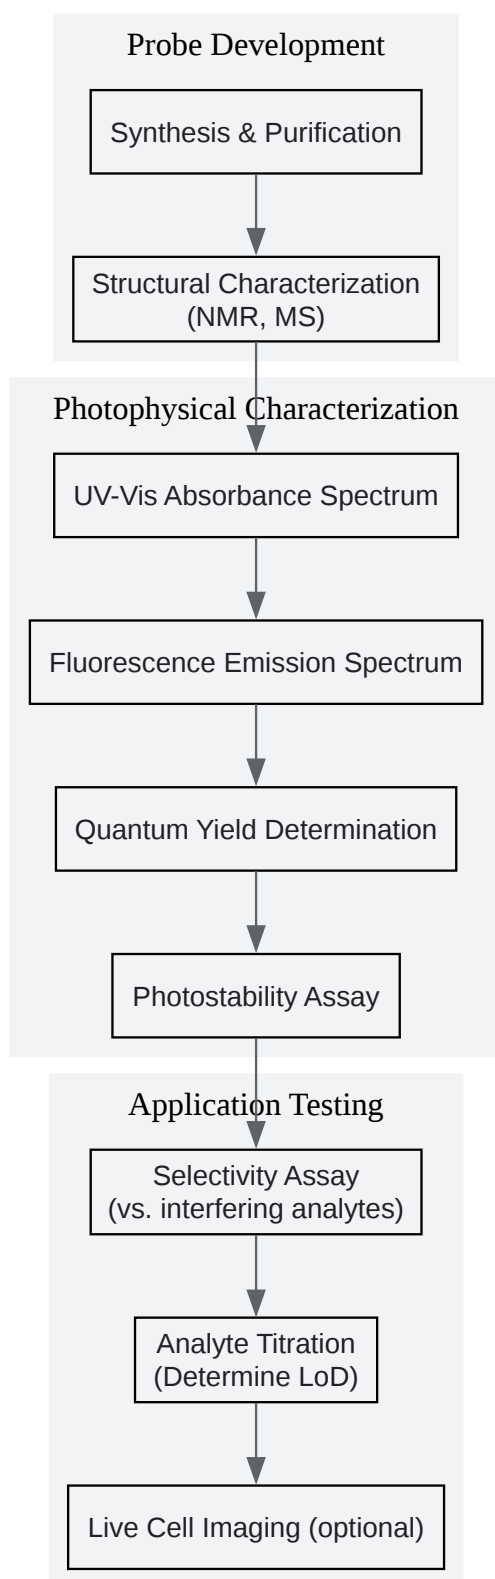 Probe Development
Synthesis & Purification
Structural Characterization
(NMR, MS)
Photophysical Characterization
UV-Vis Absorbance Spectrum
Fluorescence Emission Spectrum
Quantum Yield Determination
Photostability Assay
Application Testing
Selectivity Assay
(vs. interfering analytes)
Analyte Titration
(Determine LoD)
Live Cell Imaging (optional)